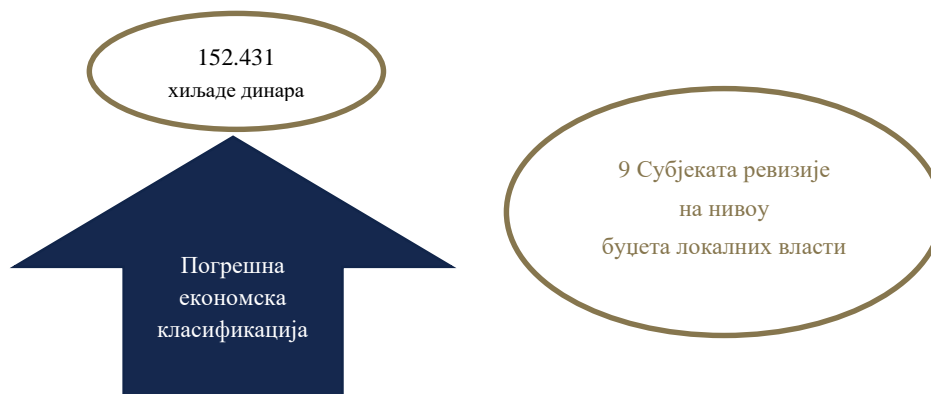 152.431
хиљаде динара
Погрешна
економска
класификација
9 Субјеката ревизије
на нивоу
буџета локалних власти